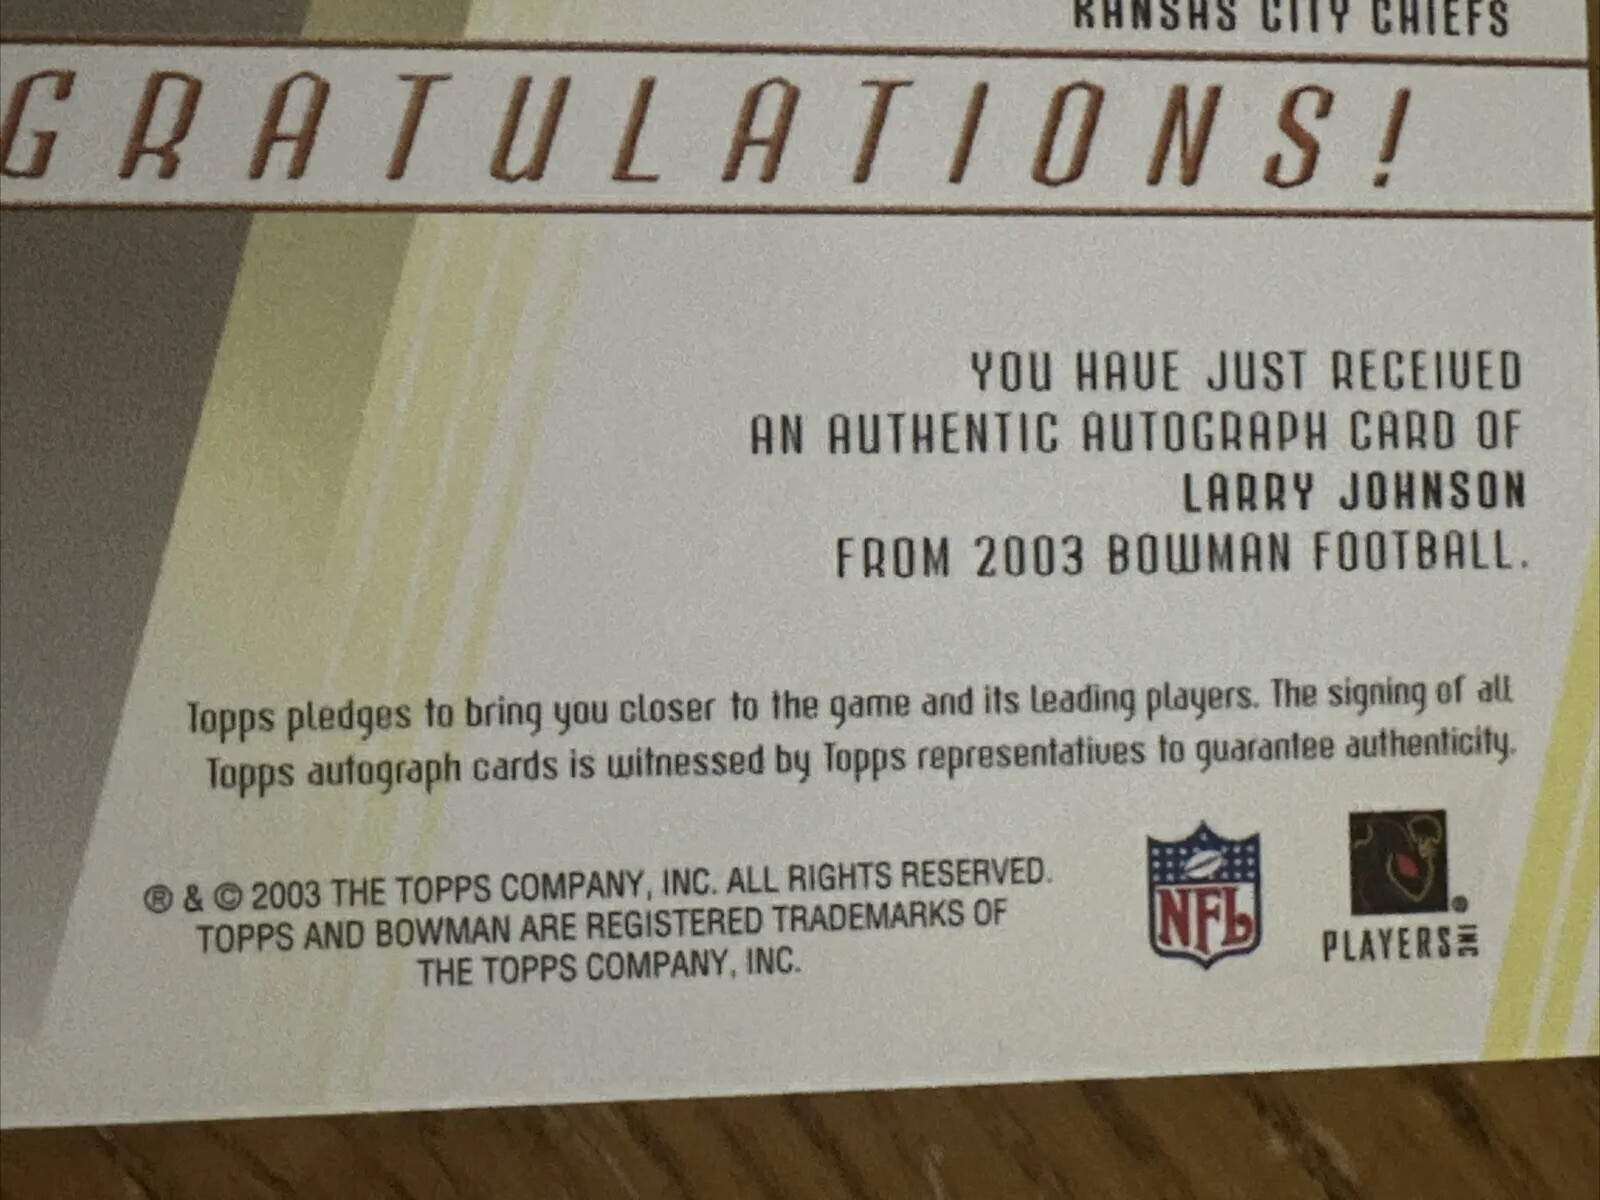 KANSAS CITY CHIEFS
GRATULATIONS!
YOU HAVE JUST RECEIVED
AN AUTHENTIC AUTOGRAPH CARD OF
LARRY JOHNSON
FROM 2003 BOWMAN FOOTBALL.
Topps pledges to bring you closer to the game and its leading players. The signing of all
Topps autograph cards is witnessed by Topps representatives to guarantee authenticity.
® & © 2003 THE TOPPS COMPANY, INC. ALL RIGHTS RESERVED.
TOPPS AND BOWMAN ARE REGISTERED TRADEMARKS OF
THE TOPPS COMPANY, INC.
NFL
®
PLAYERS INC